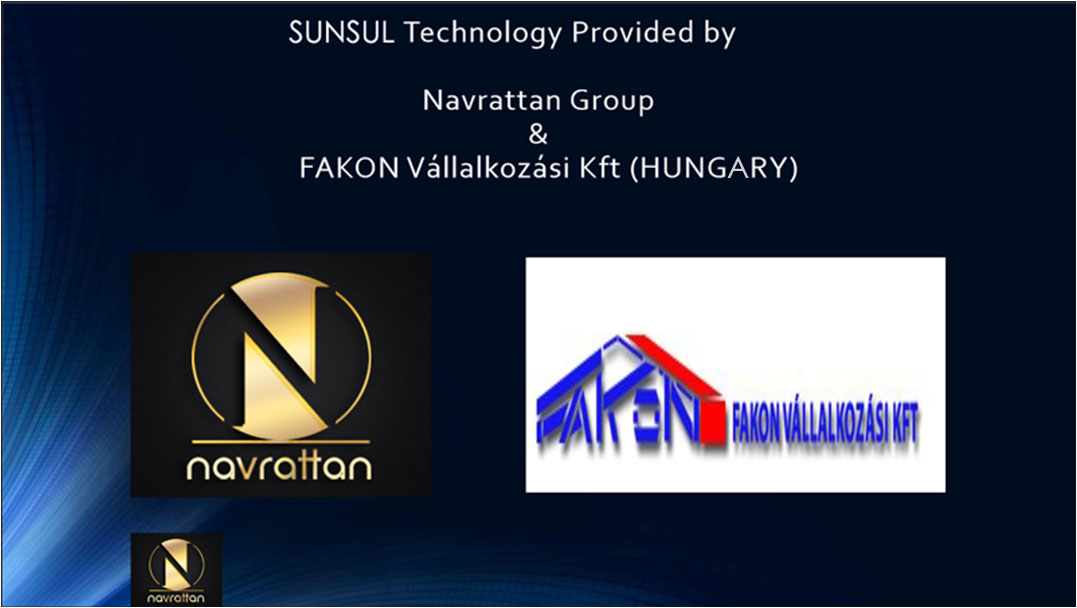 SUNSUL Technology Provided by
Navrattan Group
&
FAKON Vállalkozási Kft (HUNGARY)
N
navrattan
FAKON
FAKON VÁLLALKOZÁSI KFT
N
navrattan